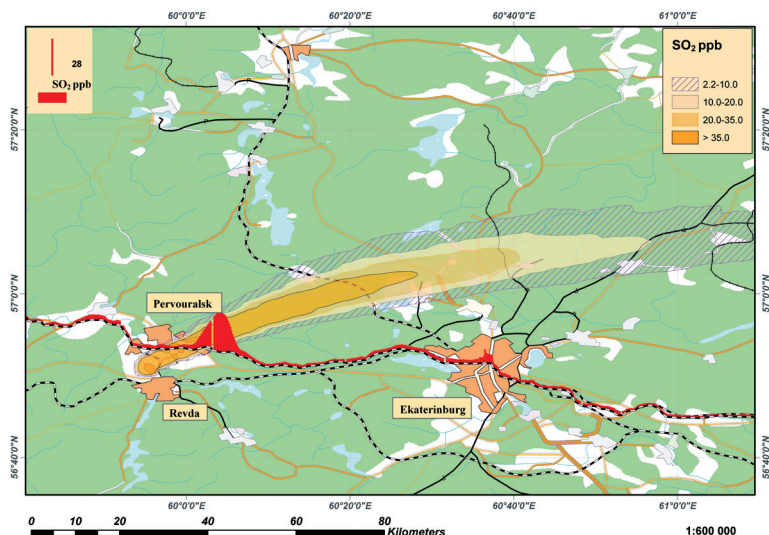 60°0'0"E
60°20'0"E
60°40'0"E
61°0'0"E
28
SO₂ ppb
SO₂ ppb
2.2-10.0
10.0-20.0
20.0-35.0
> 35.0
57°20'0"N
57°20'0"N
57°0'0"N
57°0'0"N
Pervouralsk
Revda
Ekaterinburg
56°40'0"N
56°40'0"N
60°0'0"E
60°20'0"E
60°40'0"E
61°0'0"E
0 10 20 40 60 80
Kilometers
1:600 000